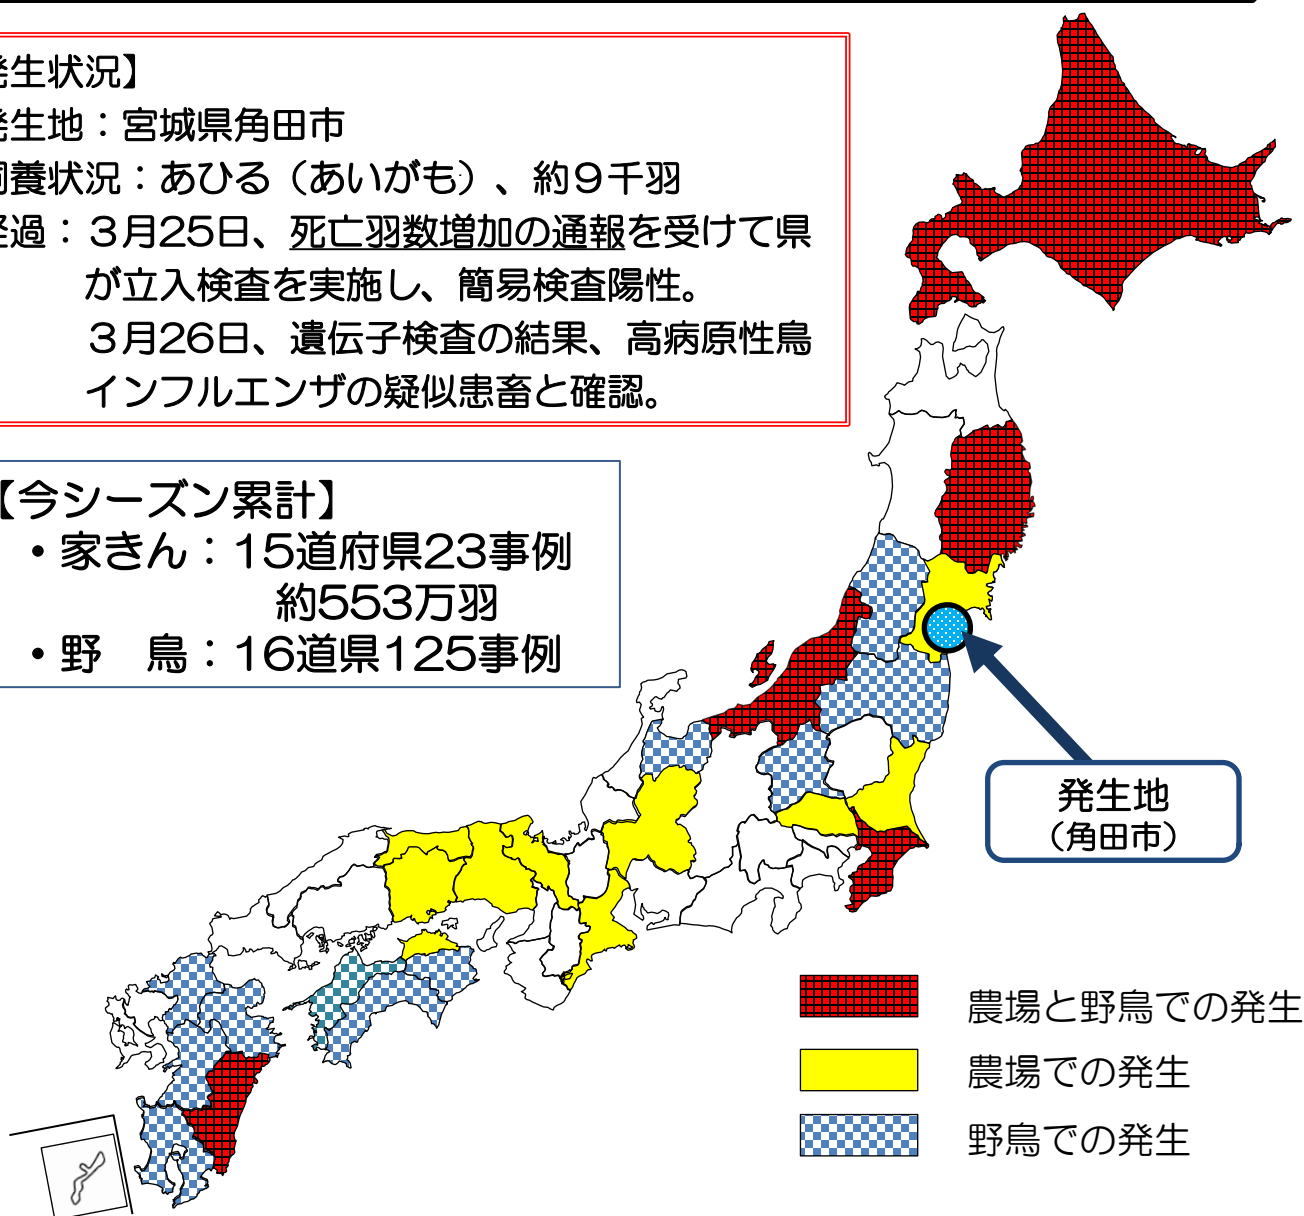 発生状況】
発生地：宮城県角田市
飼養状況：あひる（あいがも）、約９千羽
経過：３月25日、死亡羽数増加の通報を受けて県
が立入検査を実施し、簡易検査陽性。
３月26日、遺伝子検査の結果、高病原性鳥
インフルエンザの疑似患畜と確認。
【今シーズン累計】
・家きん：15道府県23事例
約553万羽
・野　鳥：16道県125事例
発生地
（角田市）
農場と野鳥での発生
農場での発生
野鳥での発生